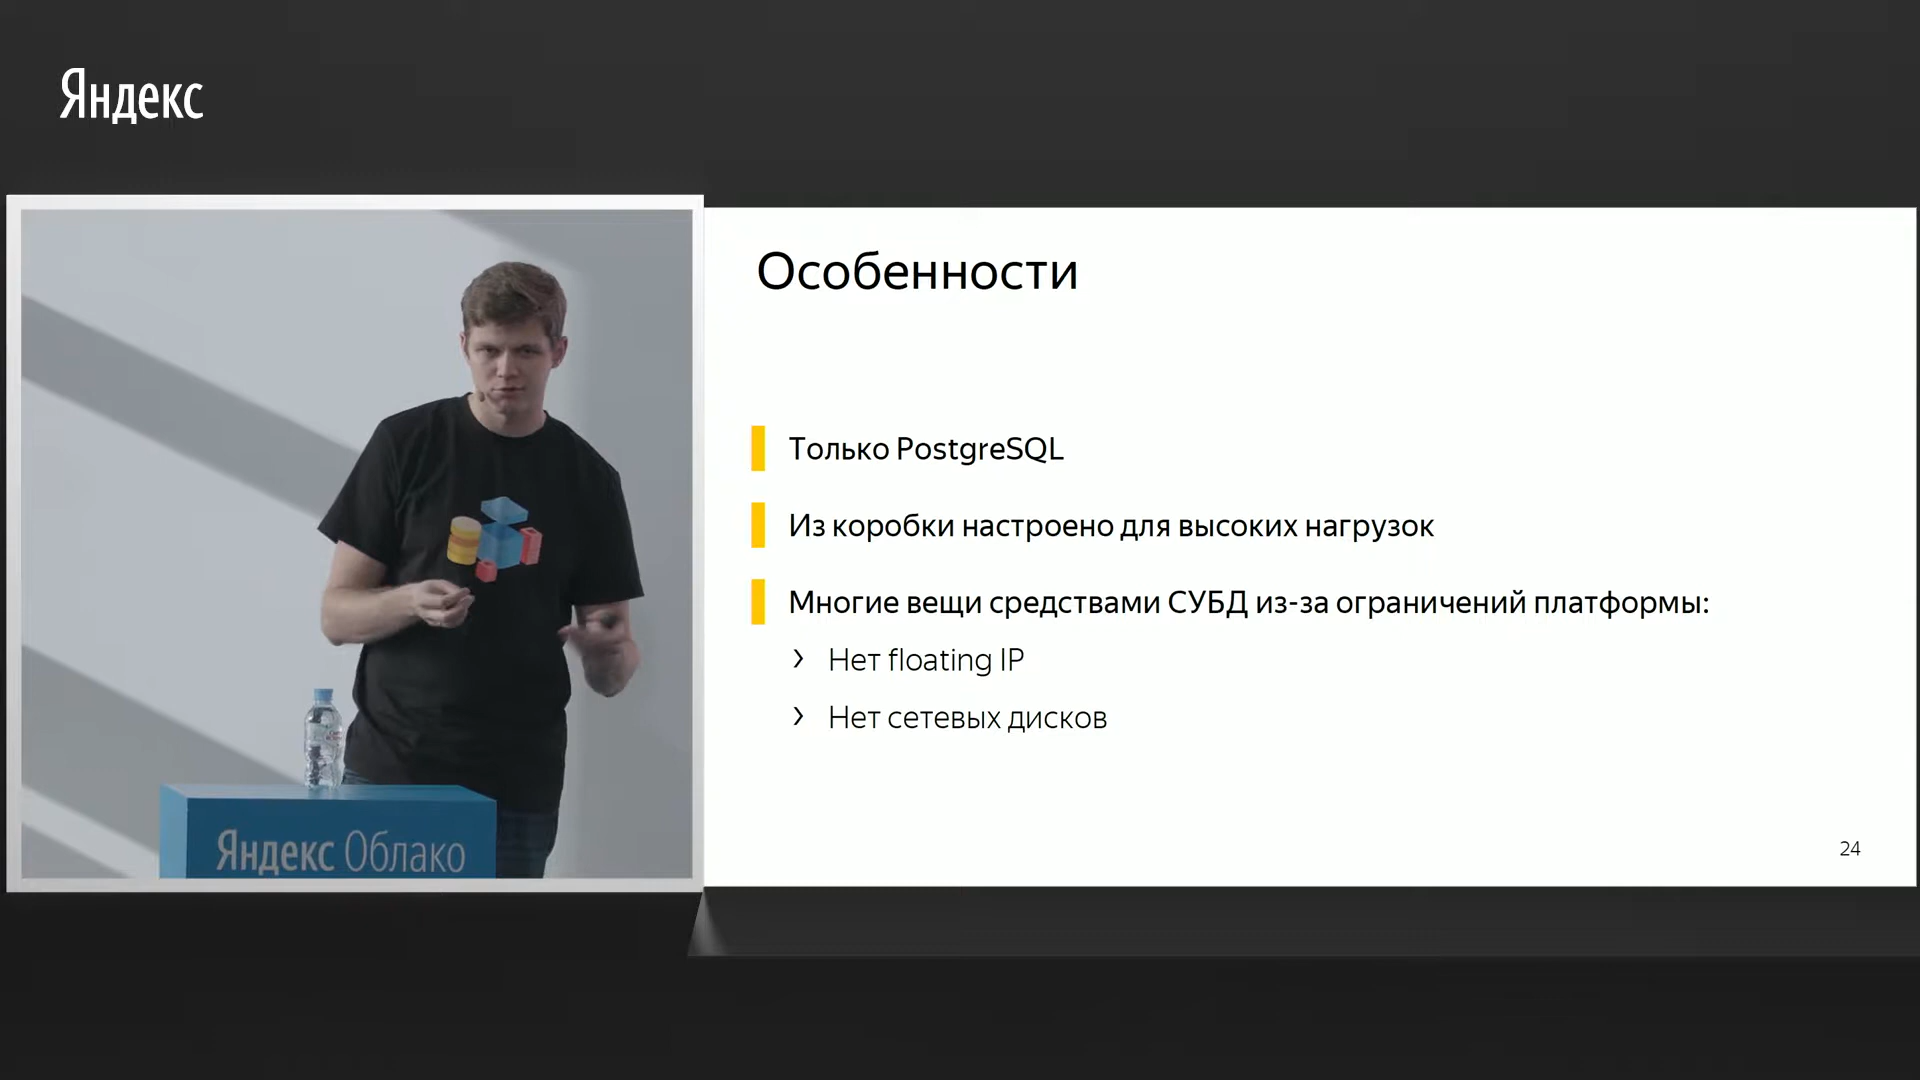 Яндекс
Особенности
Только PostgreSQL
Из коробки настроено для высоких нагрузок
Многие вещи средствами СУБД из-за ограничений платформы:
› Нет floating IP
› Нет сетевых дисков
24
Яндекс Облако